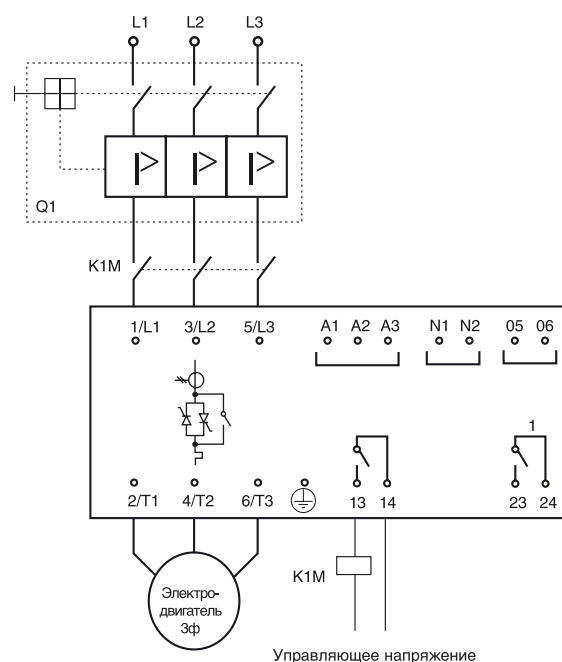 L1 L2 L3
Q1
K1M
1/L1 3/L2 5/L3 A1 A2 A3 N1 N2 05 06
1
2/T1 4/T2 6/T3 13 14 23 24
K1M
Электро-
двигатель
3ф
Управляющее напряжение